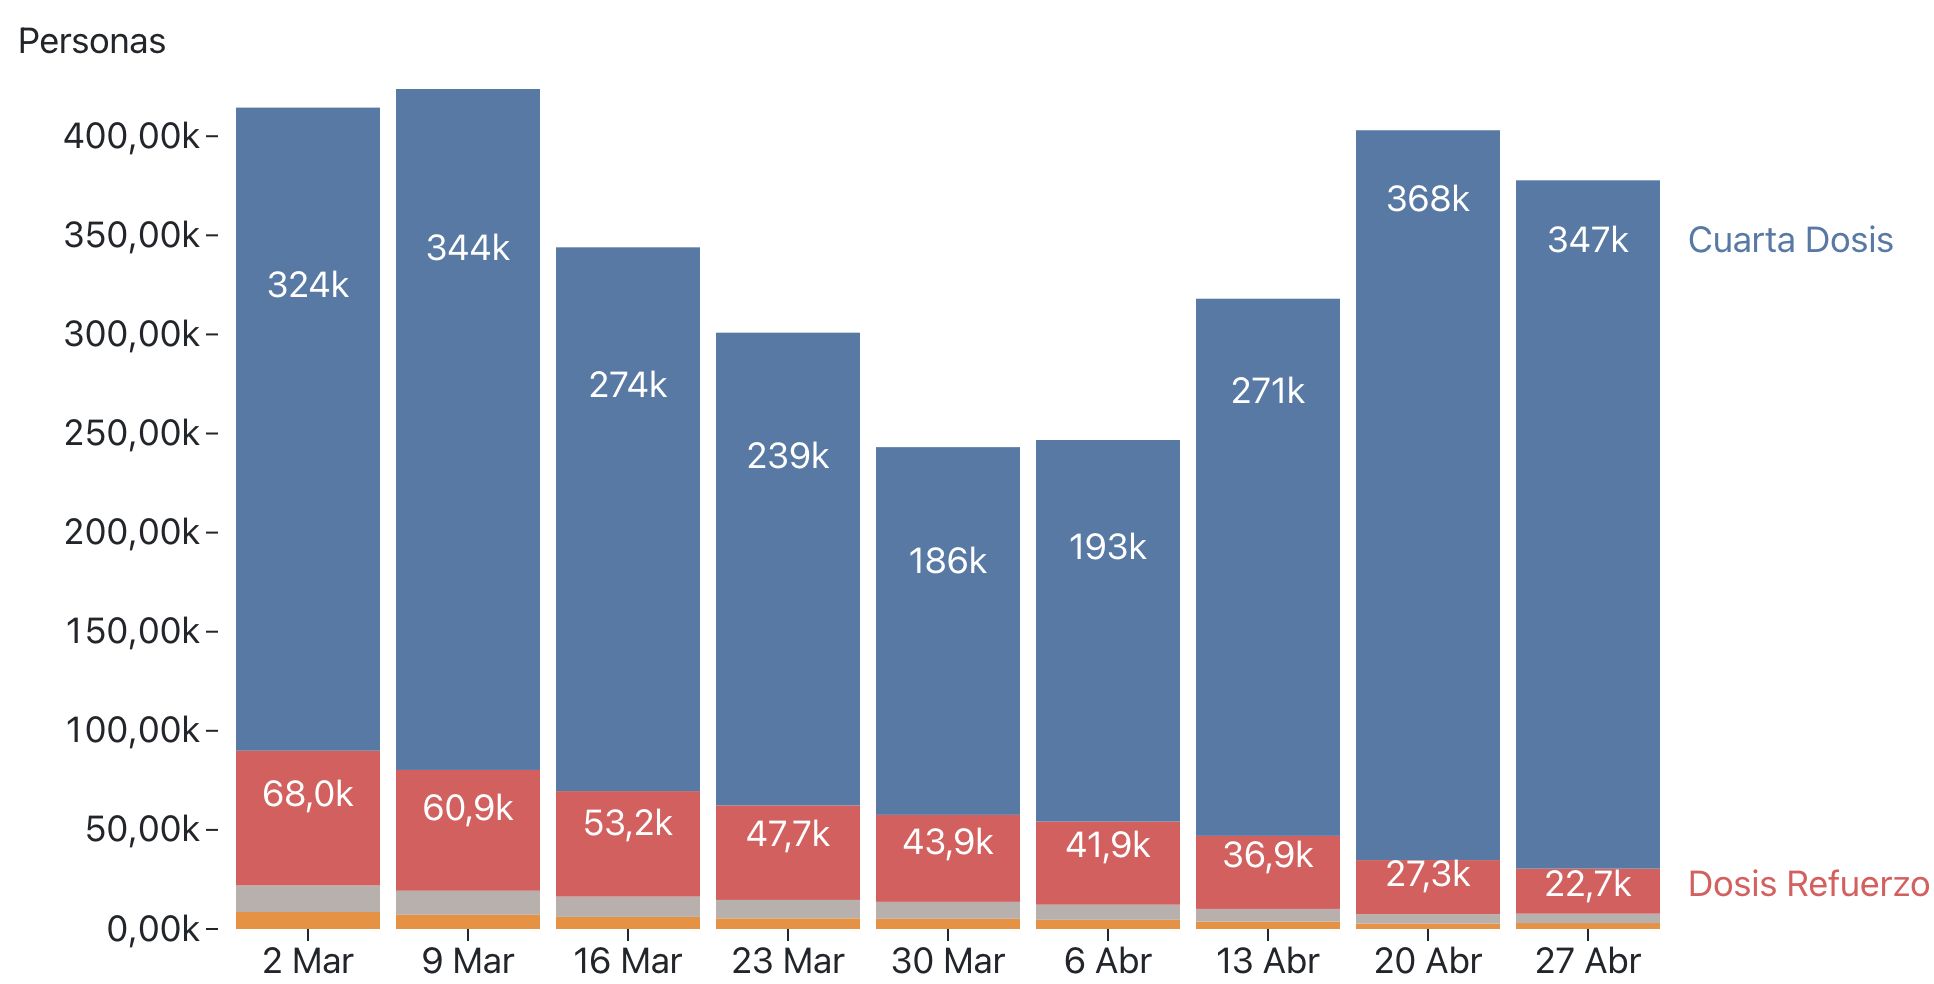 Personas
400,00k
350,00k
300,00k
250,00k
200,00k
150,00k
100,00k
50,00k
0,00k
324k
344k
274k
239k
186k
193k
271k
368k
347k
Cuarta Dosis
68,0k
60,9k
53,2k
47,7k
43,9k
41,9k
36,9k
27,3k
22,7k
Dosis Refuerzo
2 Mar
9 Mar
16 Mar
23 Mar
30 Mar
6 Abr
13 Abr
20 Abr
27 Abr